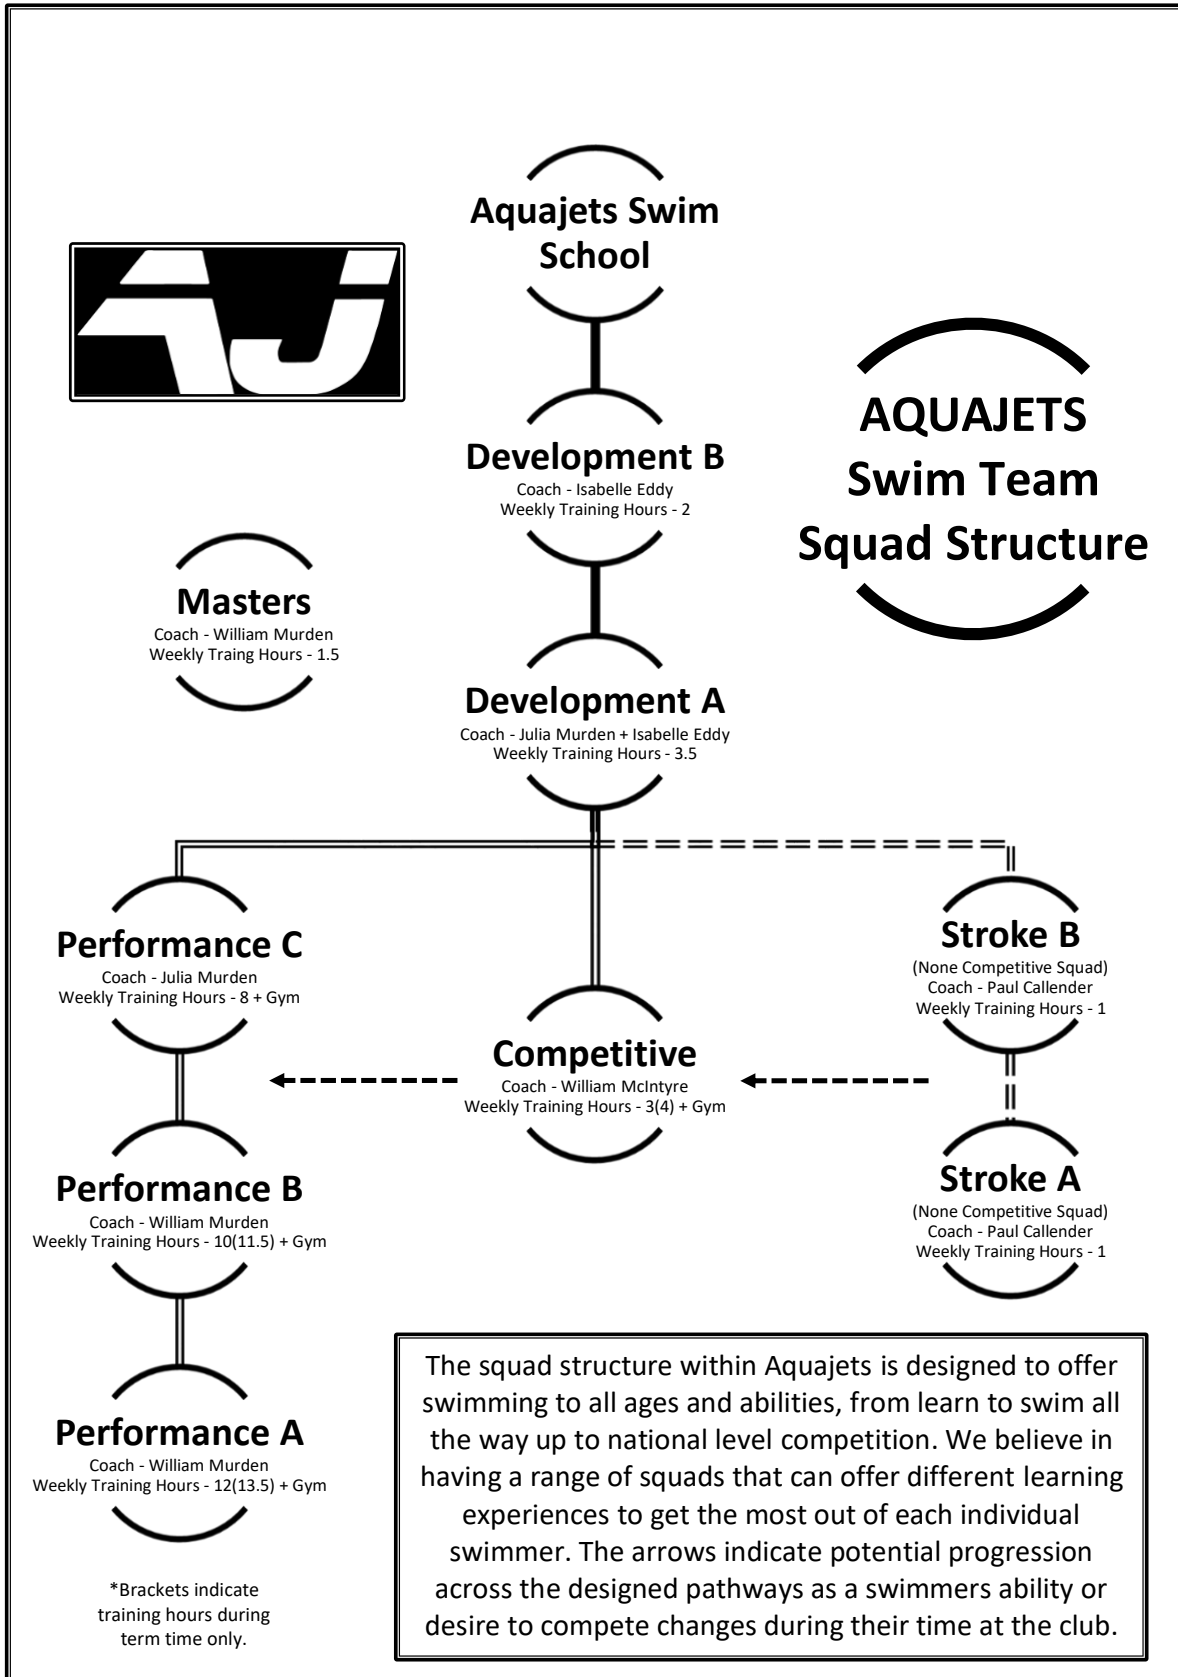 Aquajets Swim
School
AJ
AQUAJETS
Swim Team
Squad Structure
Development B
Coach - Isabelle Eddy
Weekly Training Hours - 2
Masters
Coach - William Murden
Weekly Traing Hours - 1.5
Development A
Coach - Julia Murden + Isabelle Eddy
Weekly Training Hours - 3.5
Performance C
Coach - Julia Murden
Weekly Training Hours - 8 + Gym
Stroke B
(None Competitive Squad)
Coach - Paul Callender
Weekly Training Hours - 1
Competitive
Coach - William McIntyre
Weekly Training Hours - 3(4) + Gym
Performance B
Coach - William Murden
Weekly Training Hours - 10(11.5) + Gym
Stroke A
(None Competitive Squad)
Coach - Paul Callender
Weekly Training Hours - 1
Performance A
Coach - William Murden
Weekly Training Hours - 12(13.5) + Gym
*Brackets indicate
training hours during
term time only.
The squad structure within Aquajets is designed to offer
swimming to all ages and abilities, from learn to swim all
the way up to national level competition. We believe in
having a range of squads that can offer different learning
experiences to get the most out of each individual
swimmer. The arrows indicate potential progression
across the designed pathways as a swimmers ability or
desire to compete changes during their time at the club.